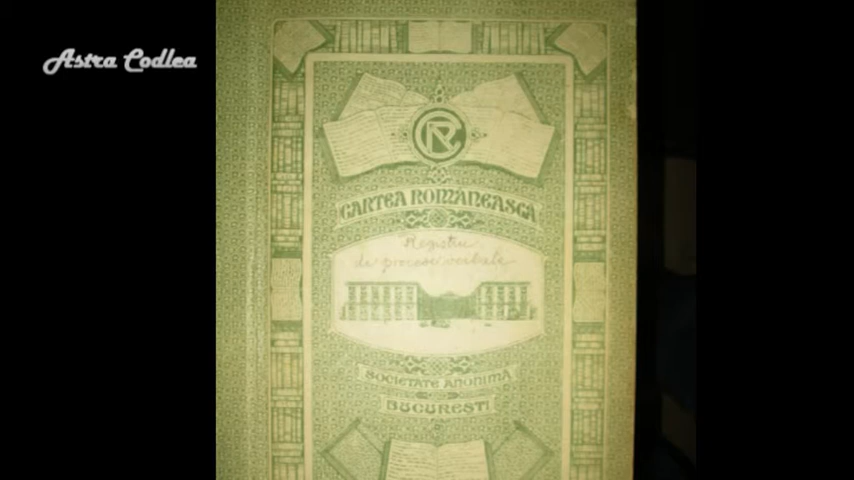 Astra Codlea
CR
CARTEA ROMÂNEASCĂ
Registru
de procese verbale
SOCIETATE ANONIMĂ
BUCUREȘTI